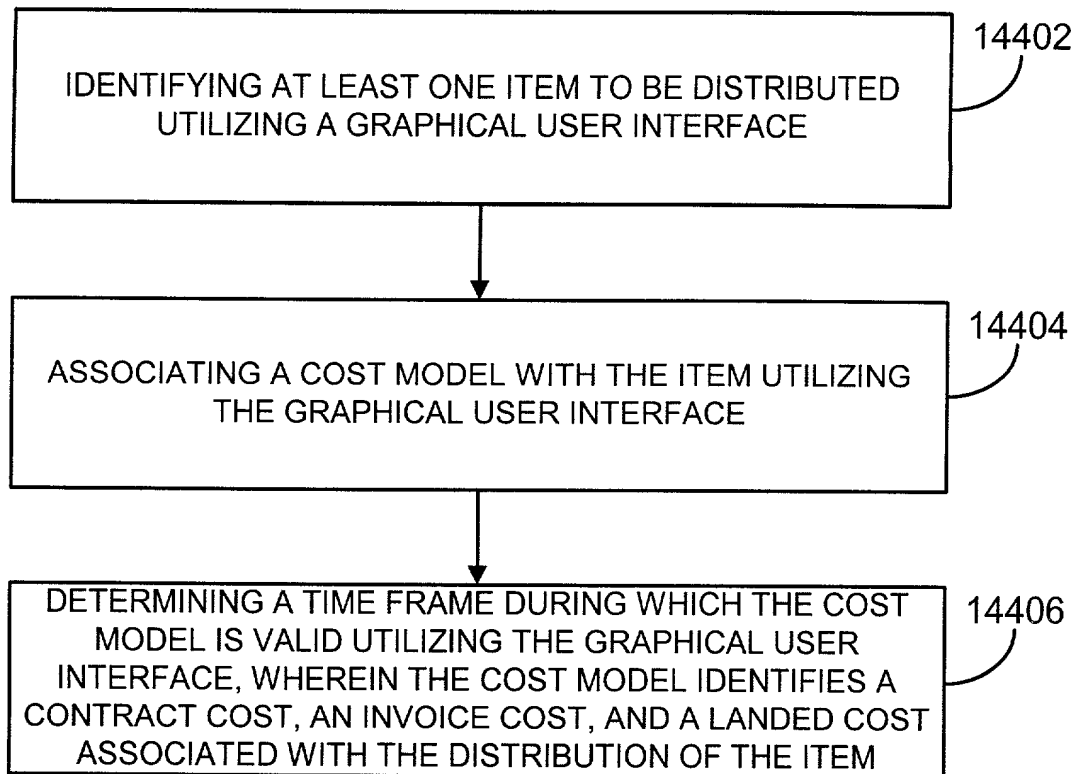 14402
IDENTIFYING AT LEAST ONE ITEM TO BE DISTRIBUTED
UTILIZING A GRAPHICAL USER INTERFACE
14404
ASSOCIATING A COST MODEL WITH THE ITEM UTILIZING
THE GRAPHICAL USER INTERFACE
14406
DETERMINING A TIME FRAME DURING WHICH THE COST
MODEL IS VALID UTILIZING THE GRAPHICAL USER
INTERFACE, WHEREIN THE COST MODEL IDENTIFIES A
CONTRACT COST, AN INVOICE COST, AND A LANDED COST
ASSOCIATED WITH THE DISTRIBUTION OF THE ITEM